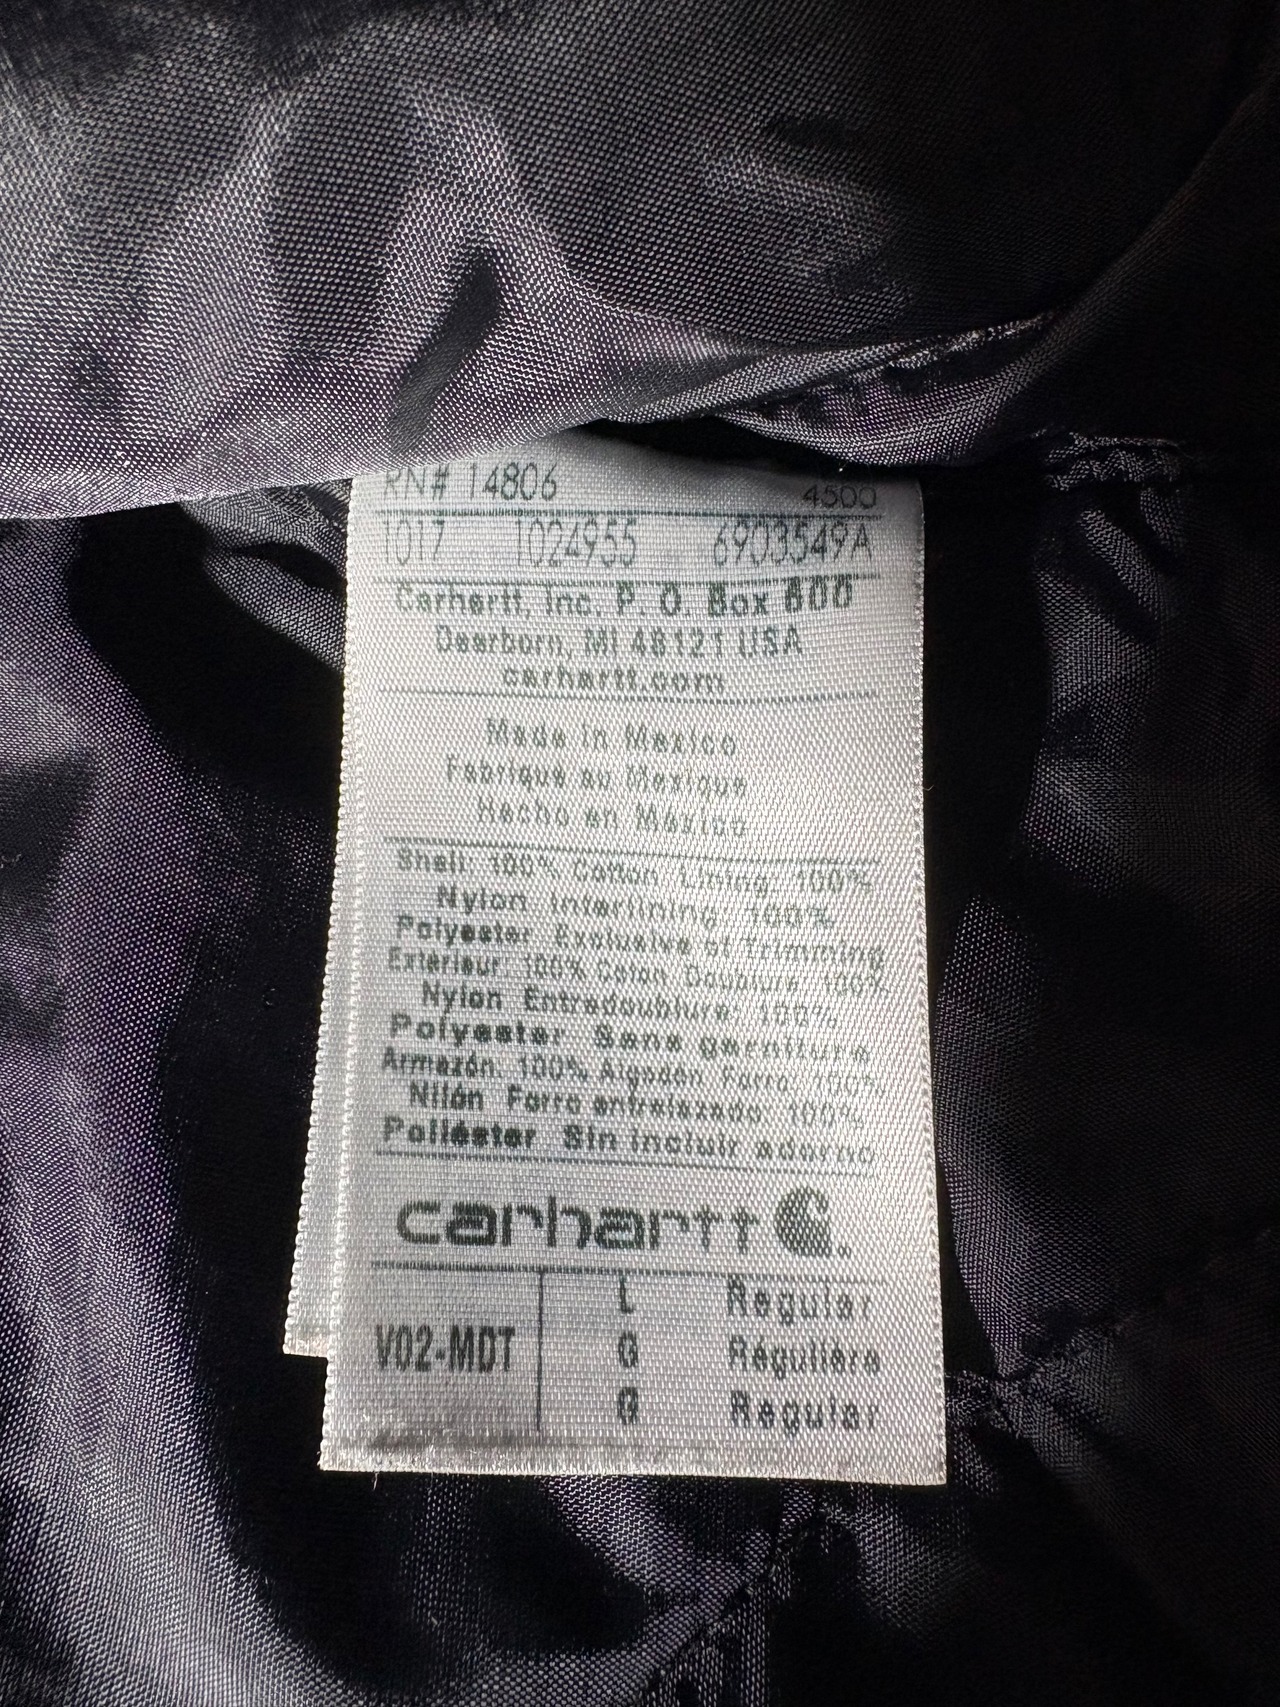 RN# 14806 4500
1017 1024955 6903549A
Carhartt, Inc. P. O. Box 600
Dearborn, MI 48121 USA
carhartt.com
Made in Mexico
Fabriqué au Mexique
Hecho en México
Shell: 100% Cotton Lining: 100%
Nylon Interlining: 100%
Polyester Exclusive of Trimming
Extérieur: 100% Coton Doublure: 100%
Nylon Entredoublure: 100%
Polyester Sans garniture
Armazón: 100% Algodón Forro: 100%
Nilón Forro entrelazado: 100%
Poliéster Sin incluir adorno
carhartt
L Regular
V02-MDT G Régulière
G Regular